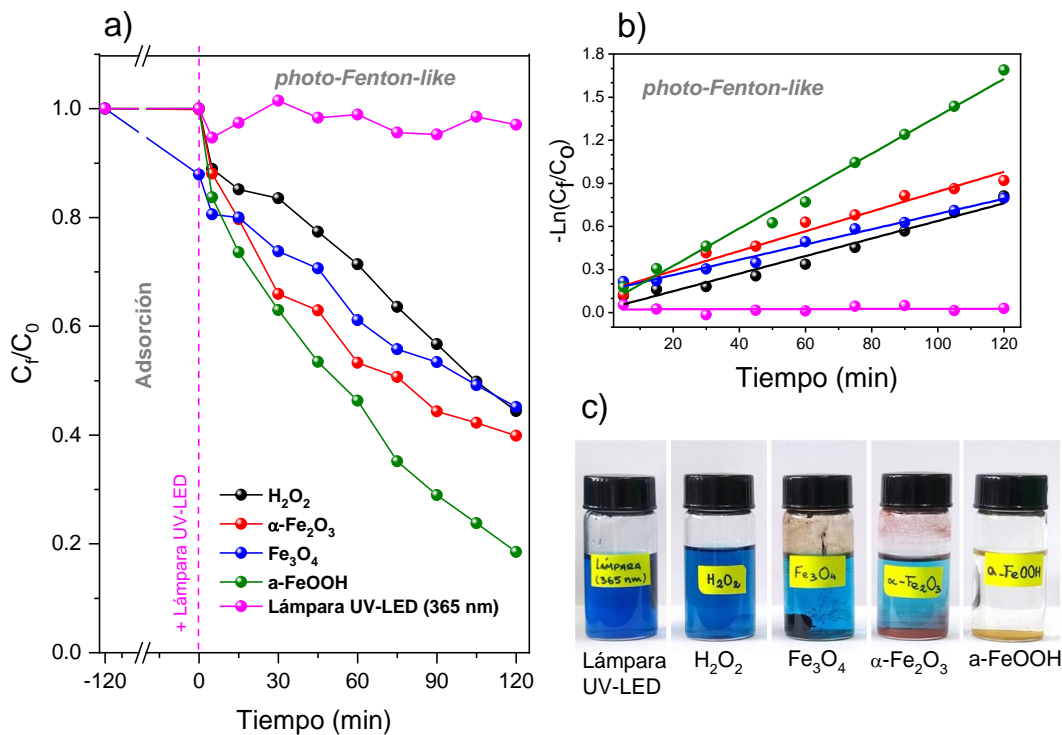 a)
photo-Fenton-like
1.0
0.8
0.6
0.4
0.2
0.0
C_f/C_0
Adsorción
+ Lámpara UV-LED
H₂O₂
α-Fe₂O₃
Fe₃O₄
a-FeOOH
Lámpara UV-LED (365 nm)
-120 0 30 60 90 120
Tiempo (min)
b)
photo-Fenton-like
-Ln(C_f/C_O)
1.8
1.5
1.2
0.9
0.6
0.3
0.0
20 40 60 80 100 120
Tiempo (min)
c)
LÁMPARA
(365 nm)
H₂O₂
Fe₃O₄
α-Fe₂O₃
a-FeOOH
Lámpara
UV-LED
H₂O₂
Fe₃O₄
α-Fe₂O₃
a-FeOOH